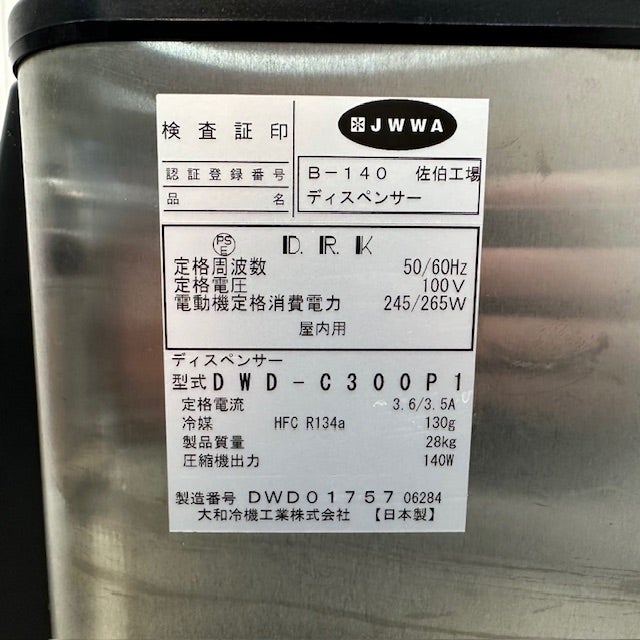 検査証印
JWWA
認証登録番号 B-140 佐伯工場
品名 ディスペンサー
PS E D.R.K
定格周波数 50/60Hz
定格電圧 100V
電動機定格消費電力 245/265W
屋内用
ディスペンサー
型式DWD-C300P1
定格電流 3.6/3.5A
冷媒 HFC R134a 130g
製品質量 28kg
圧縮機出力 140W
製造番号 DWD01757 06284
大和冷機工業株式会社 【日本製】